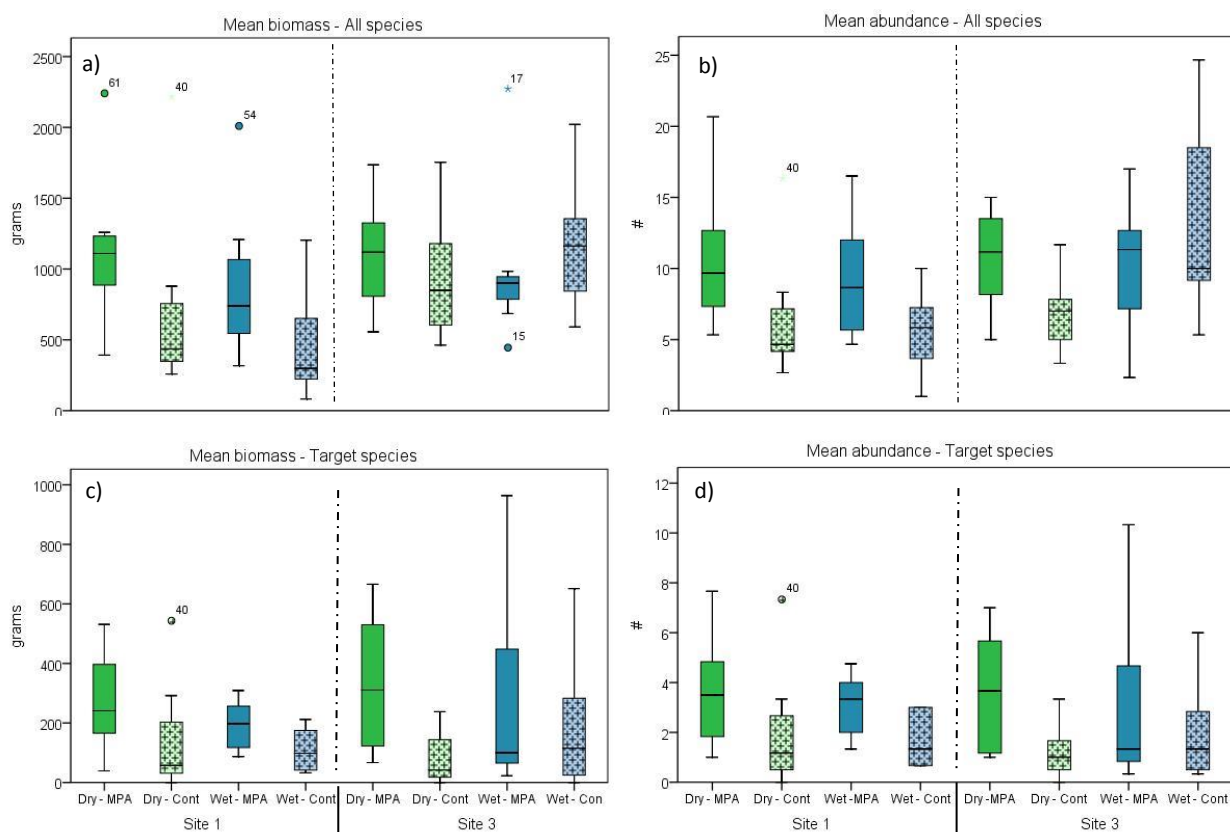 Mean biomass - All species
a)
grams
2500
2000
1500
1000
500
0
61
40
54
17
15
Mean abundance - All species
b)
#
25
20
15
10
5
0
40
Mean biomass - Target species
c)
grams
1000
800
600
400
200
0
40
Dry - MPA Dry - Cont Wet - MPA Wet - Cont Dry - MPA Dry - Cont Wet - MPA Wet - Con
Site 1 Site 3
Mean abundance - Target species
d)
#
12
10
8
6
4
2
0
40
Dry - MPA Dry - Cont Wet - MPA Wet - Cont Dry - MPA Dry - Cont Wet - MPA Wet - Cont
Site 1 Site 3